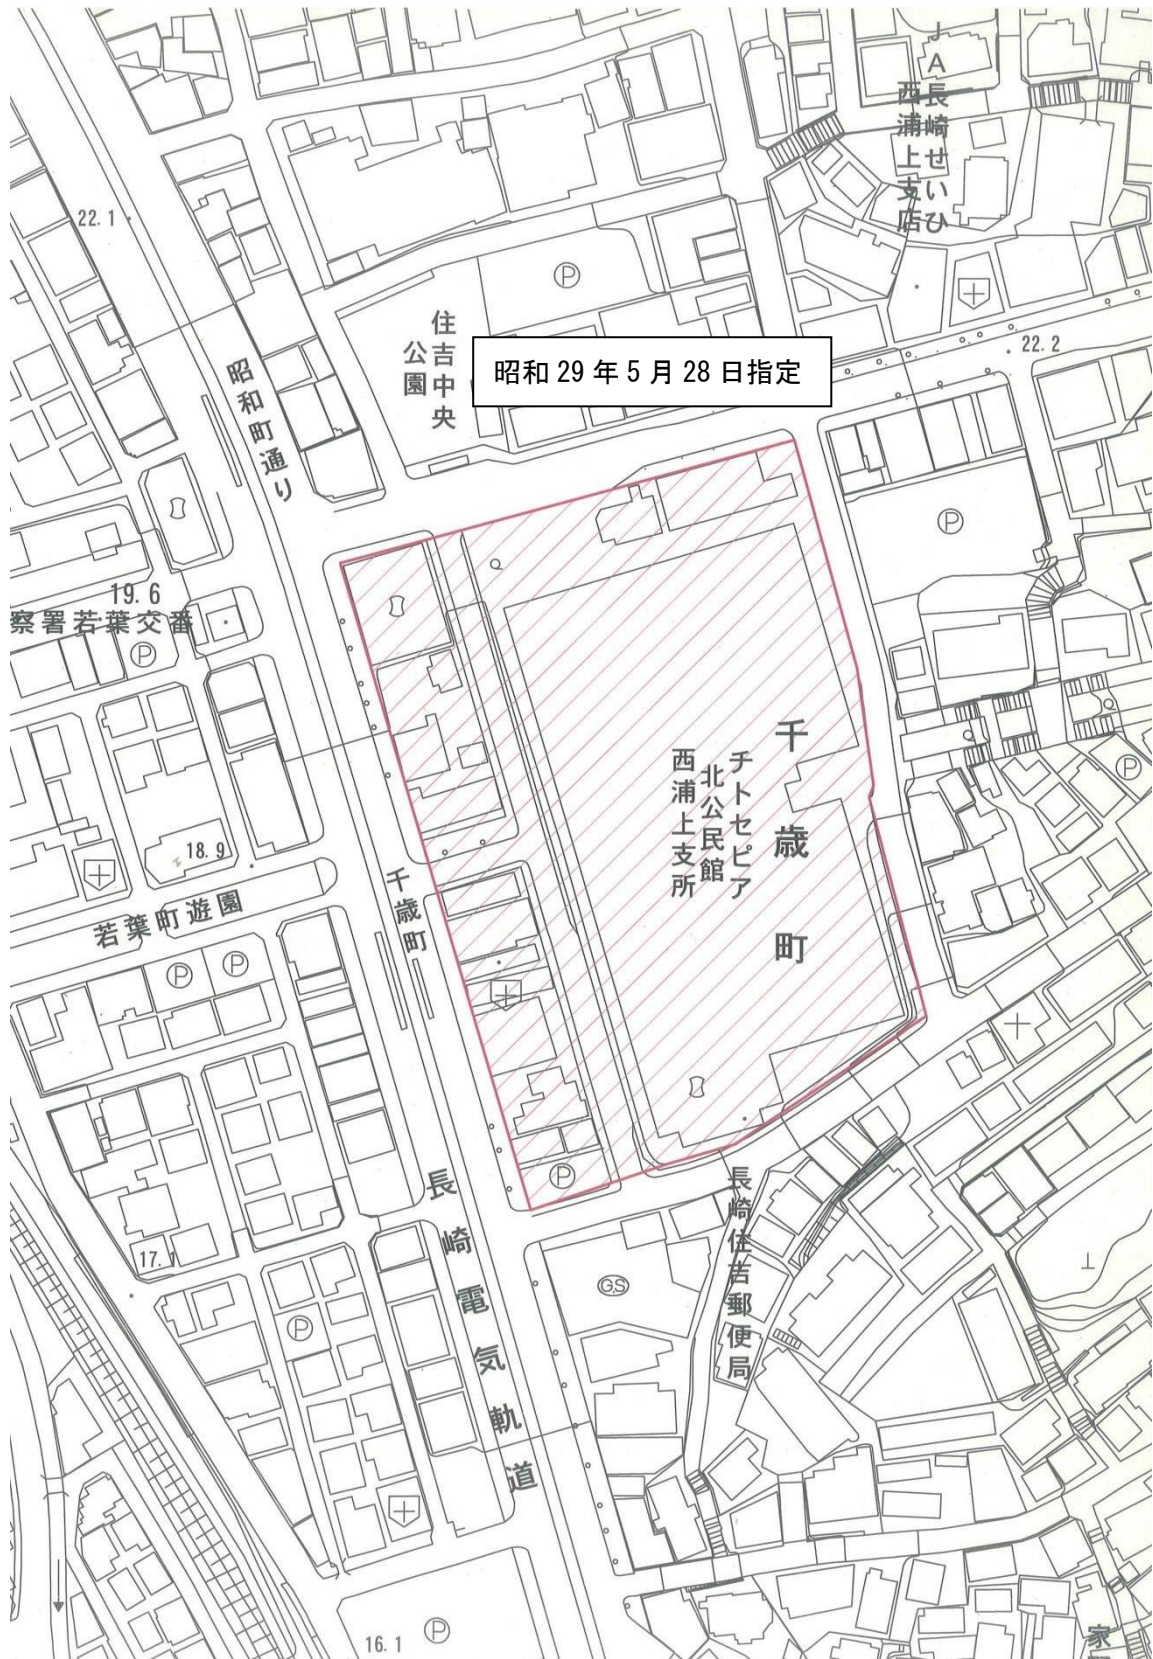 JA長崎せいひ
西浦上支店
22.1
昭和町通り
住吉中央
公園
P
昭和29年5月28日指定
22.2
P
19.6
察署若葉交番
P
千歳町
チトセピア
北公民館
西浦上支所
P
18.9
若葉町遊園
千歳町
P
P
P
長崎電気軌道
長崎住吉郵便局
17.1
GS
P
16.1
P
家